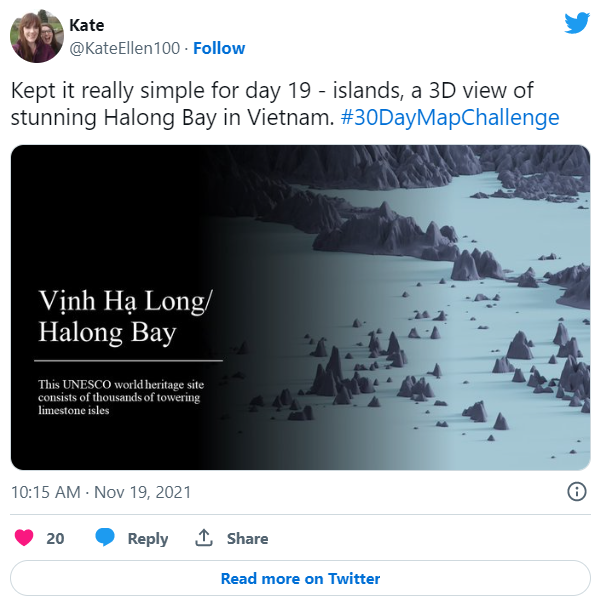 Kate
@KateEllen100 · Follow
Kept it really simple for day 19 - islands, a 3D view of
stunning Halong Bay in Vietnam. #30DayMapChallenge
Vịnh Hạ Long/
Halong Bay
This UNESCO world heritage site
consists of thousands of towering
limestone isles
10:15 AM · Nov 19, 2021
20 Reply Share
Read more on Twitter